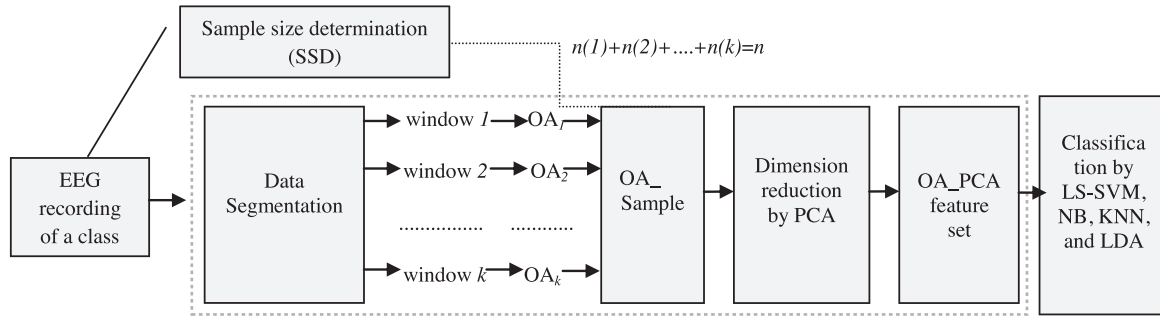 Sample size determination
(SSD)
n(1)+n(2)+....+n(k)=n
EEG
recording
of a class
Data
Segmentation
window 1
OA1
window 2
OA2
................
............
window k
OAk
OA_
Sample
Dimension
reduction
by PCA
OA_PCA
feature
set
Classifica
tion by
LS-SVM,
NB, KNN,
and LDA